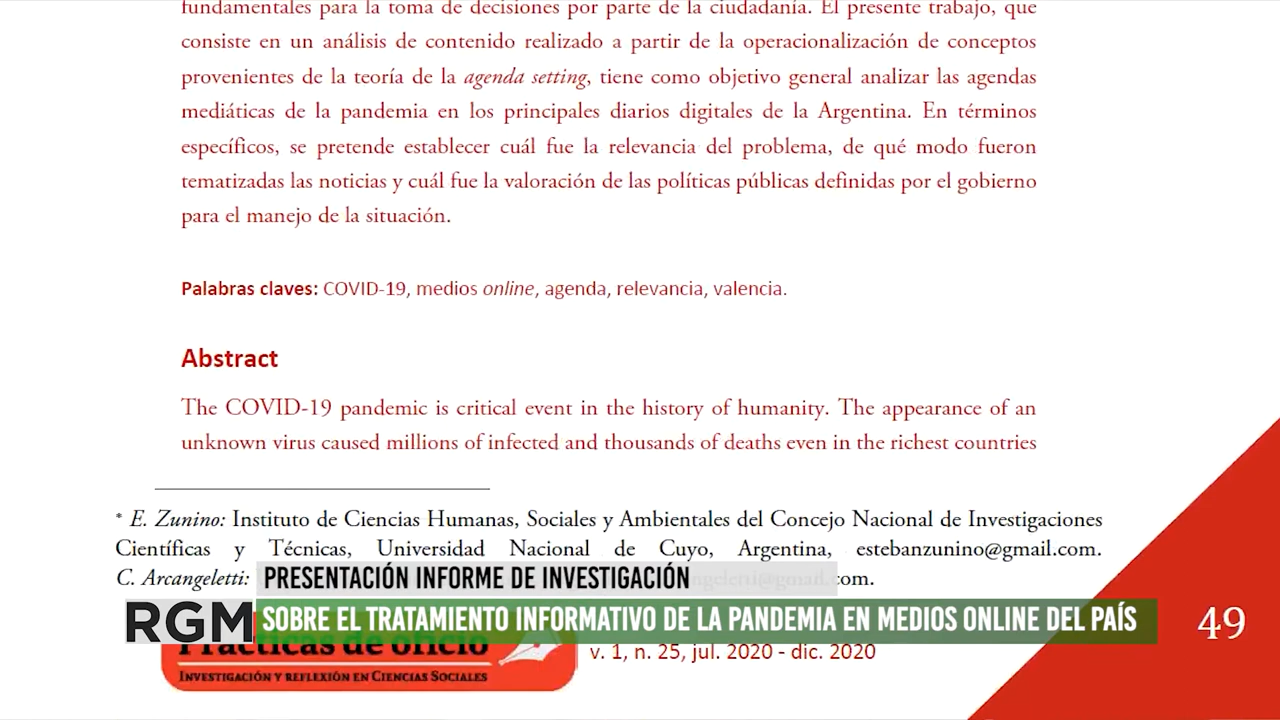 fundamentales para la toma de decisiones por parte de la ciudadanía. El presente trabajo, que
consiste en un análisis de contenido realizado a partir de la operacionalización de conceptos
provenientes de la teoría de la agenda setting, tiene como objetivo general analizar las agendas
mediáticas de la pandemia en los principales diarios digitales de la Argentina. En términos
específicos, se pretende establecer cuál fue la relevancia del problema, de qué modo fueron
tematizadas las noticias y cuál fue la valoración de las políticas públicas definidas por el gobierno
para el manejo de la situación.
Palabras claves: COVID-19, medios online, agenda, relevancia, valencia.
Abstract
The COVID-19 pandemic is critical event in the history of humanity. The appearance of an
unknown virus caused millions of infected and thousands of deaths even in the richest countries
* E. Zunino: Instituto de Ciencias Humanas, Sociales y Ambientales del Concejo Nacional de Investigaciones
Científicas y Técnicas, Universidad Nacional de Cuyo, Argentina, estebanzunino@gmail.com.
C. Arcangeletti:
PRESENTACIÓN INFORME DE INVESTIGACIÓN
RGM SOBRE EL TRATAMIENTO INFORMATIVO DE LA PANDEMIA EN MEDIOS ONLINE DEL PAÍS
49
Prácticas de oficio
v. 1, n. 25, jul. 2020 - dic. 2020
INVESTIGACIÓN Y REFLEXIÓN EN CIENCIAS SOCIALES